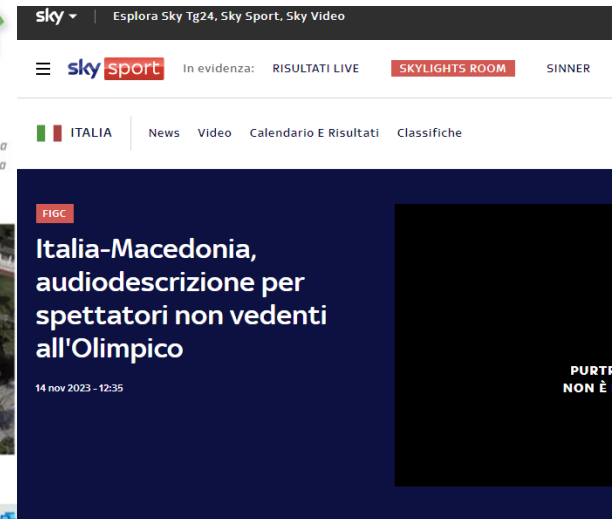 sky
Esplora Sky Tg24, Sky Sport, Sky Video
sky sport In evidenza: RISULTATI LIVE SKYLIGHTS ROOM SINNER
ITALIA News Video Calendario E Risultati Classifiche
FIGC
Italia-Macedonia,
audiodescrizione per
spettatori non vedenti
all'Olimpico
14 nov 2023 - 12:35
NON È